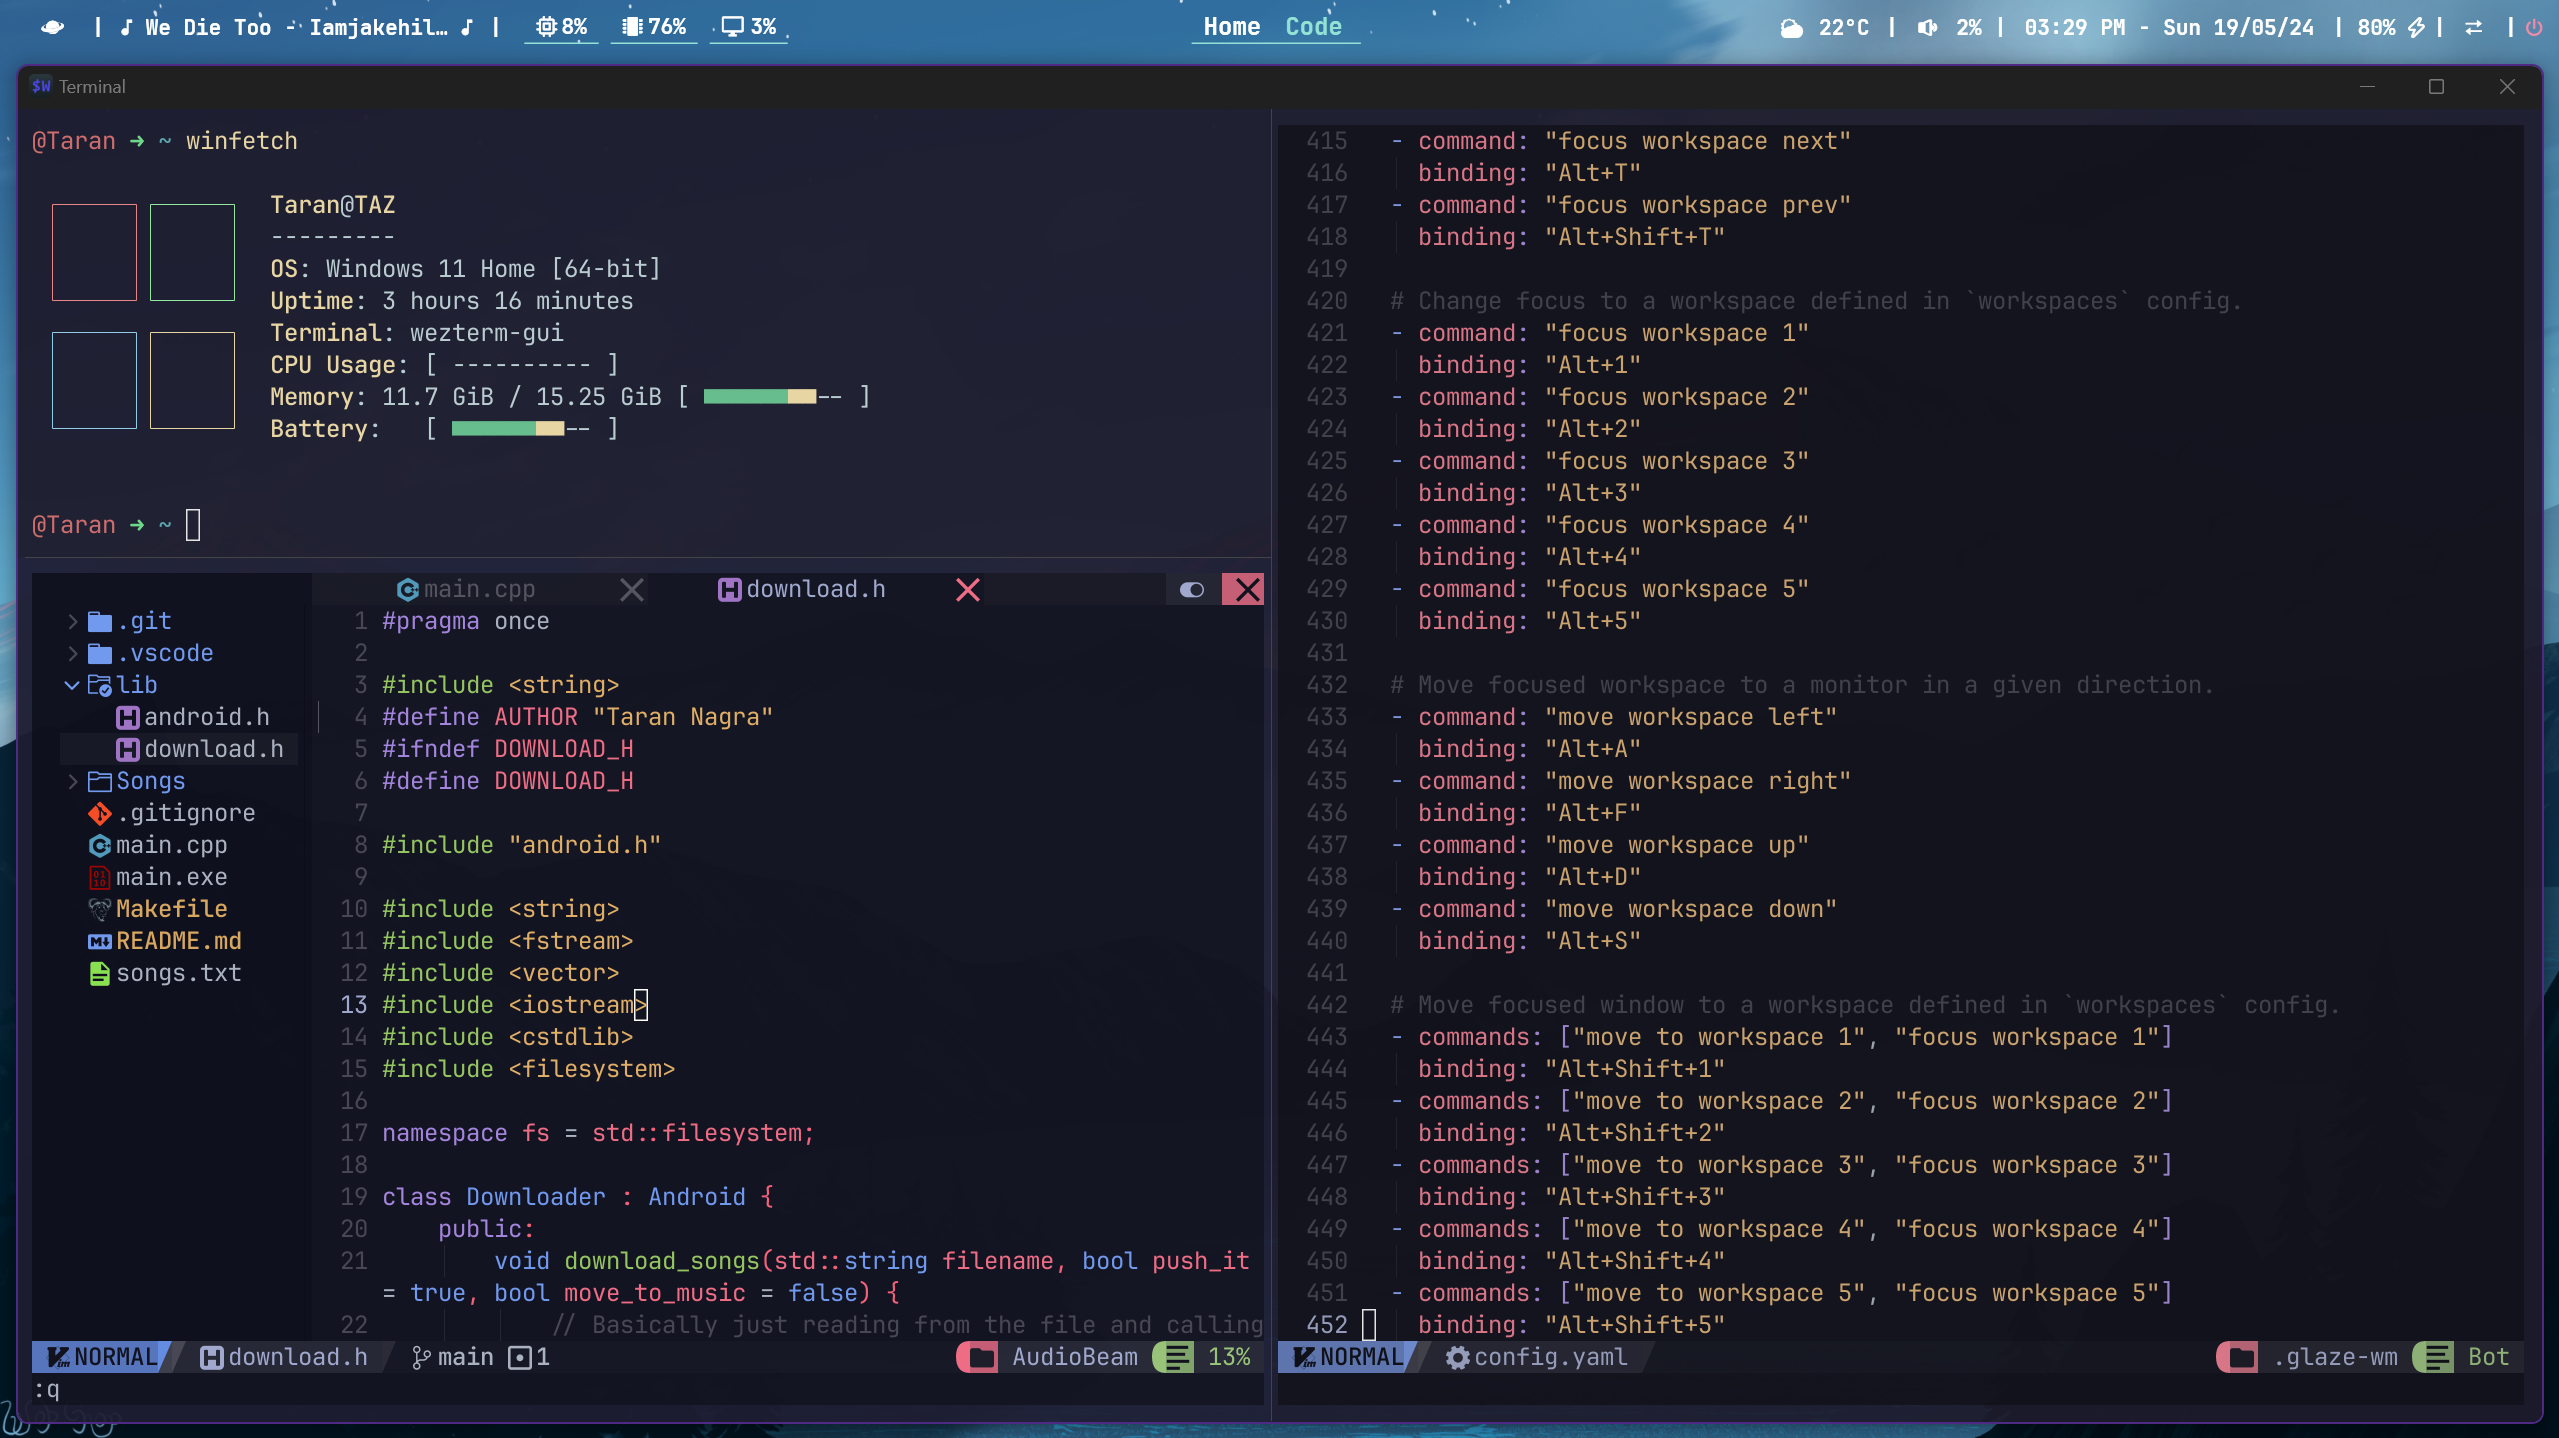 | ♪ We Die Too - Iamjakehil… ♪ | 8% 76% 3%
Home Code
22°C | 2% | 03:29 PM - Sun 19/05/24 | 80% | |
$W Terminal
@Taran ➜ ~ winfetch
Taran@TAZ
---------
OS: Windows 11 Home [64-bit]
Uptime: 3 hours 16 minutes
Terminal: wezterm-gui
CPU Usage: [ ---------- ]
Memory: 11.7 GiB / 15.25 GiB [ -- ]
Battery: [ -- ]
@Taran ➜ ~
main.cpp download.h
.git
.vscode
lib
android.h
download.h
Songs
.gitignore
main.cpp
main.exe
Makefile
README.md
songs.txt
1 #pragma once
2
3 #include <string>
4 #define AUTHOR "Taran Nagra"
5 #ifndef DOWNLOAD_H
6 #define DOWNLOAD_H
7
8 #include "android.h"
9
10 #include <string>
11 #include <fstream>
12 #include <vector>
13 #include <iostream>
14 #include <cstdlib>
15 #include <filesystem>
16
17 namespace fs = std::filesystem;
18
19 class Downloader : Android {
20 public:
21 void download_songs(std::string filename, bool push_it
= true, bool move_to_music = false) {
22 // Basically just reading from the file and calling
NORMAL download.h main 1 AudioBeam 13%
:q
415 - command: "focus workspace next"
416 binding: "Alt+T"
417 - command: "focus workspace prev"
418 binding: "Alt+Shift+T"
419
420 # Change focus to a workspace defined in `workspaces` config.
421 - command: "focus workspace 1"
422 binding: "Alt+1"
423 - command: "focus workspace 2"
424 binding: "Alt+2"
425 - command: "focus workspace 3"
426 binding: "Alt+3"
427 - command: "focus workspace 4"
428 binding: "Alt+4"
429 - command: "focus workspace 5"
430 binding: "Alt+5"
431
432 # Move focused workspace to a monitor in a given direction.
433 - command: "move workspace left"
434 binding: "Alt+A"
435 - command: "move workspace right"
436 binding: "Alt+F"
437 - command: "move workspace up"
438 binding: "Alt+D"
439 - command: "move workspace down"
440 binding: "Alt+S"
441
442 # Move focused window to a workspace defined in `workspaces` config.
443 - commands: ["move to workspace 1", "focus workspace 1"]
444 binding: "Alt+Shift+1"
445 - commands: ["move to workspace 2", "focus workspace 2"]
446 binding: "Alt+Shift+2"
447 - commands: ["move to workspace 3", "focus workspace 3"]
448 binding: "Alt+Shift+3"
449 - commands: ["move to workspace 4", "focus workspace 4"]
450 binding: "Alt+Shift+4"
451 - commands: ["move to workspace 5", "focus workspace 5"]
452 binding: "Alt+Shift+5"
NORMAL config.yaml .glaze-wm Bot